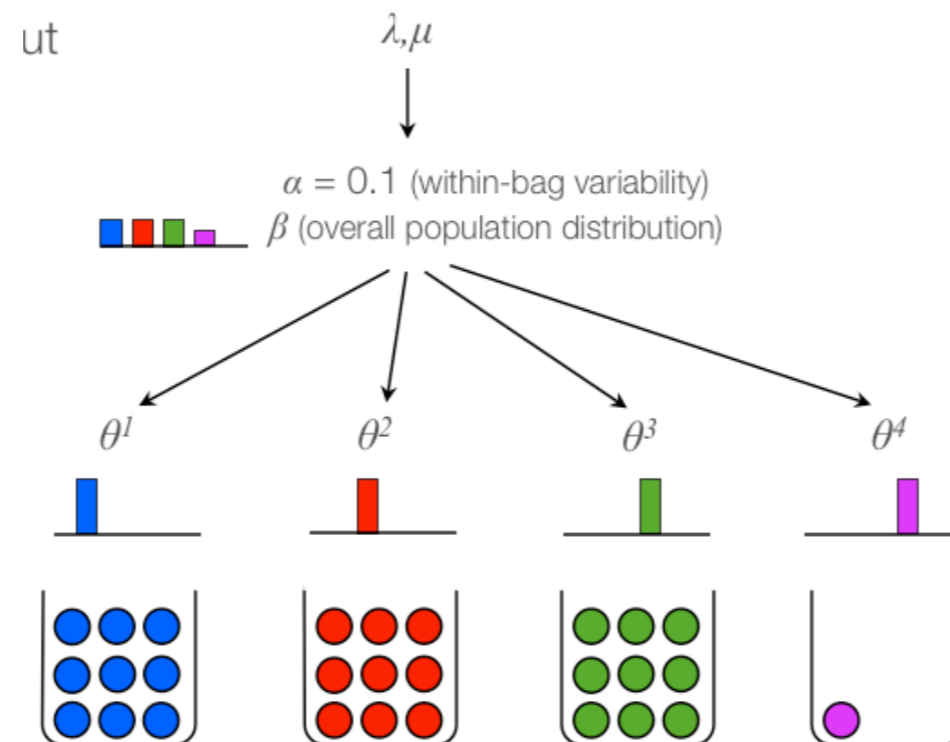 ut
λ,μ
α = 0.1 (within-bag variability)
β (overall population distribution)
θ¹ θ² θ³ θ⁴